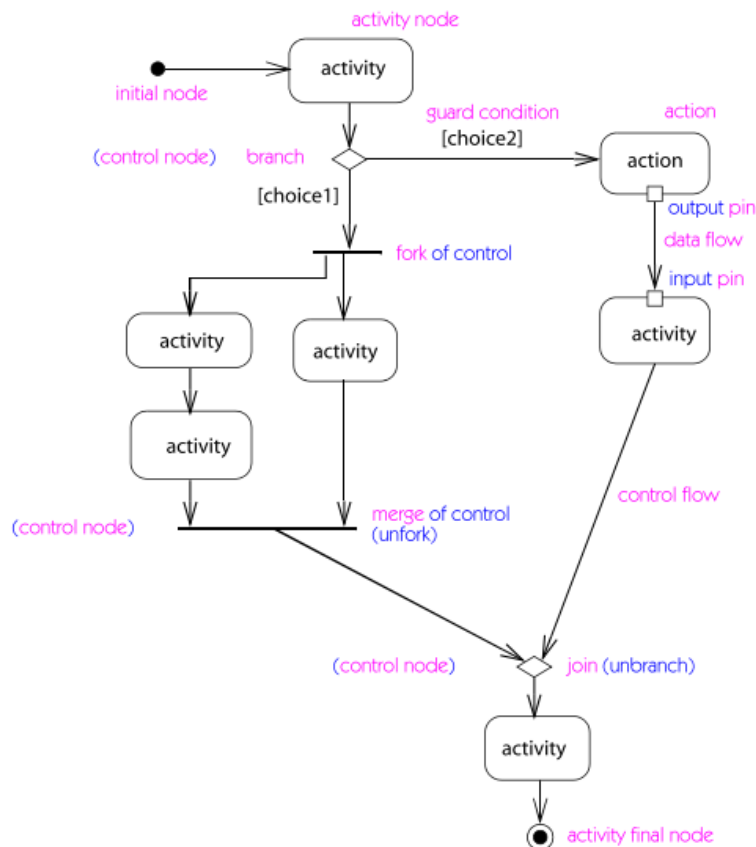 activity node
activity
initial node
guard condition
action
(control node)
branch
[choice2]
action
[choice1]
output pin
fork of control
data flow
input pin
activity
activity
activity
activity
control flow
(control node)
merge of control
(unfork)
(control node)
join (unbranch)
activity
activity final node